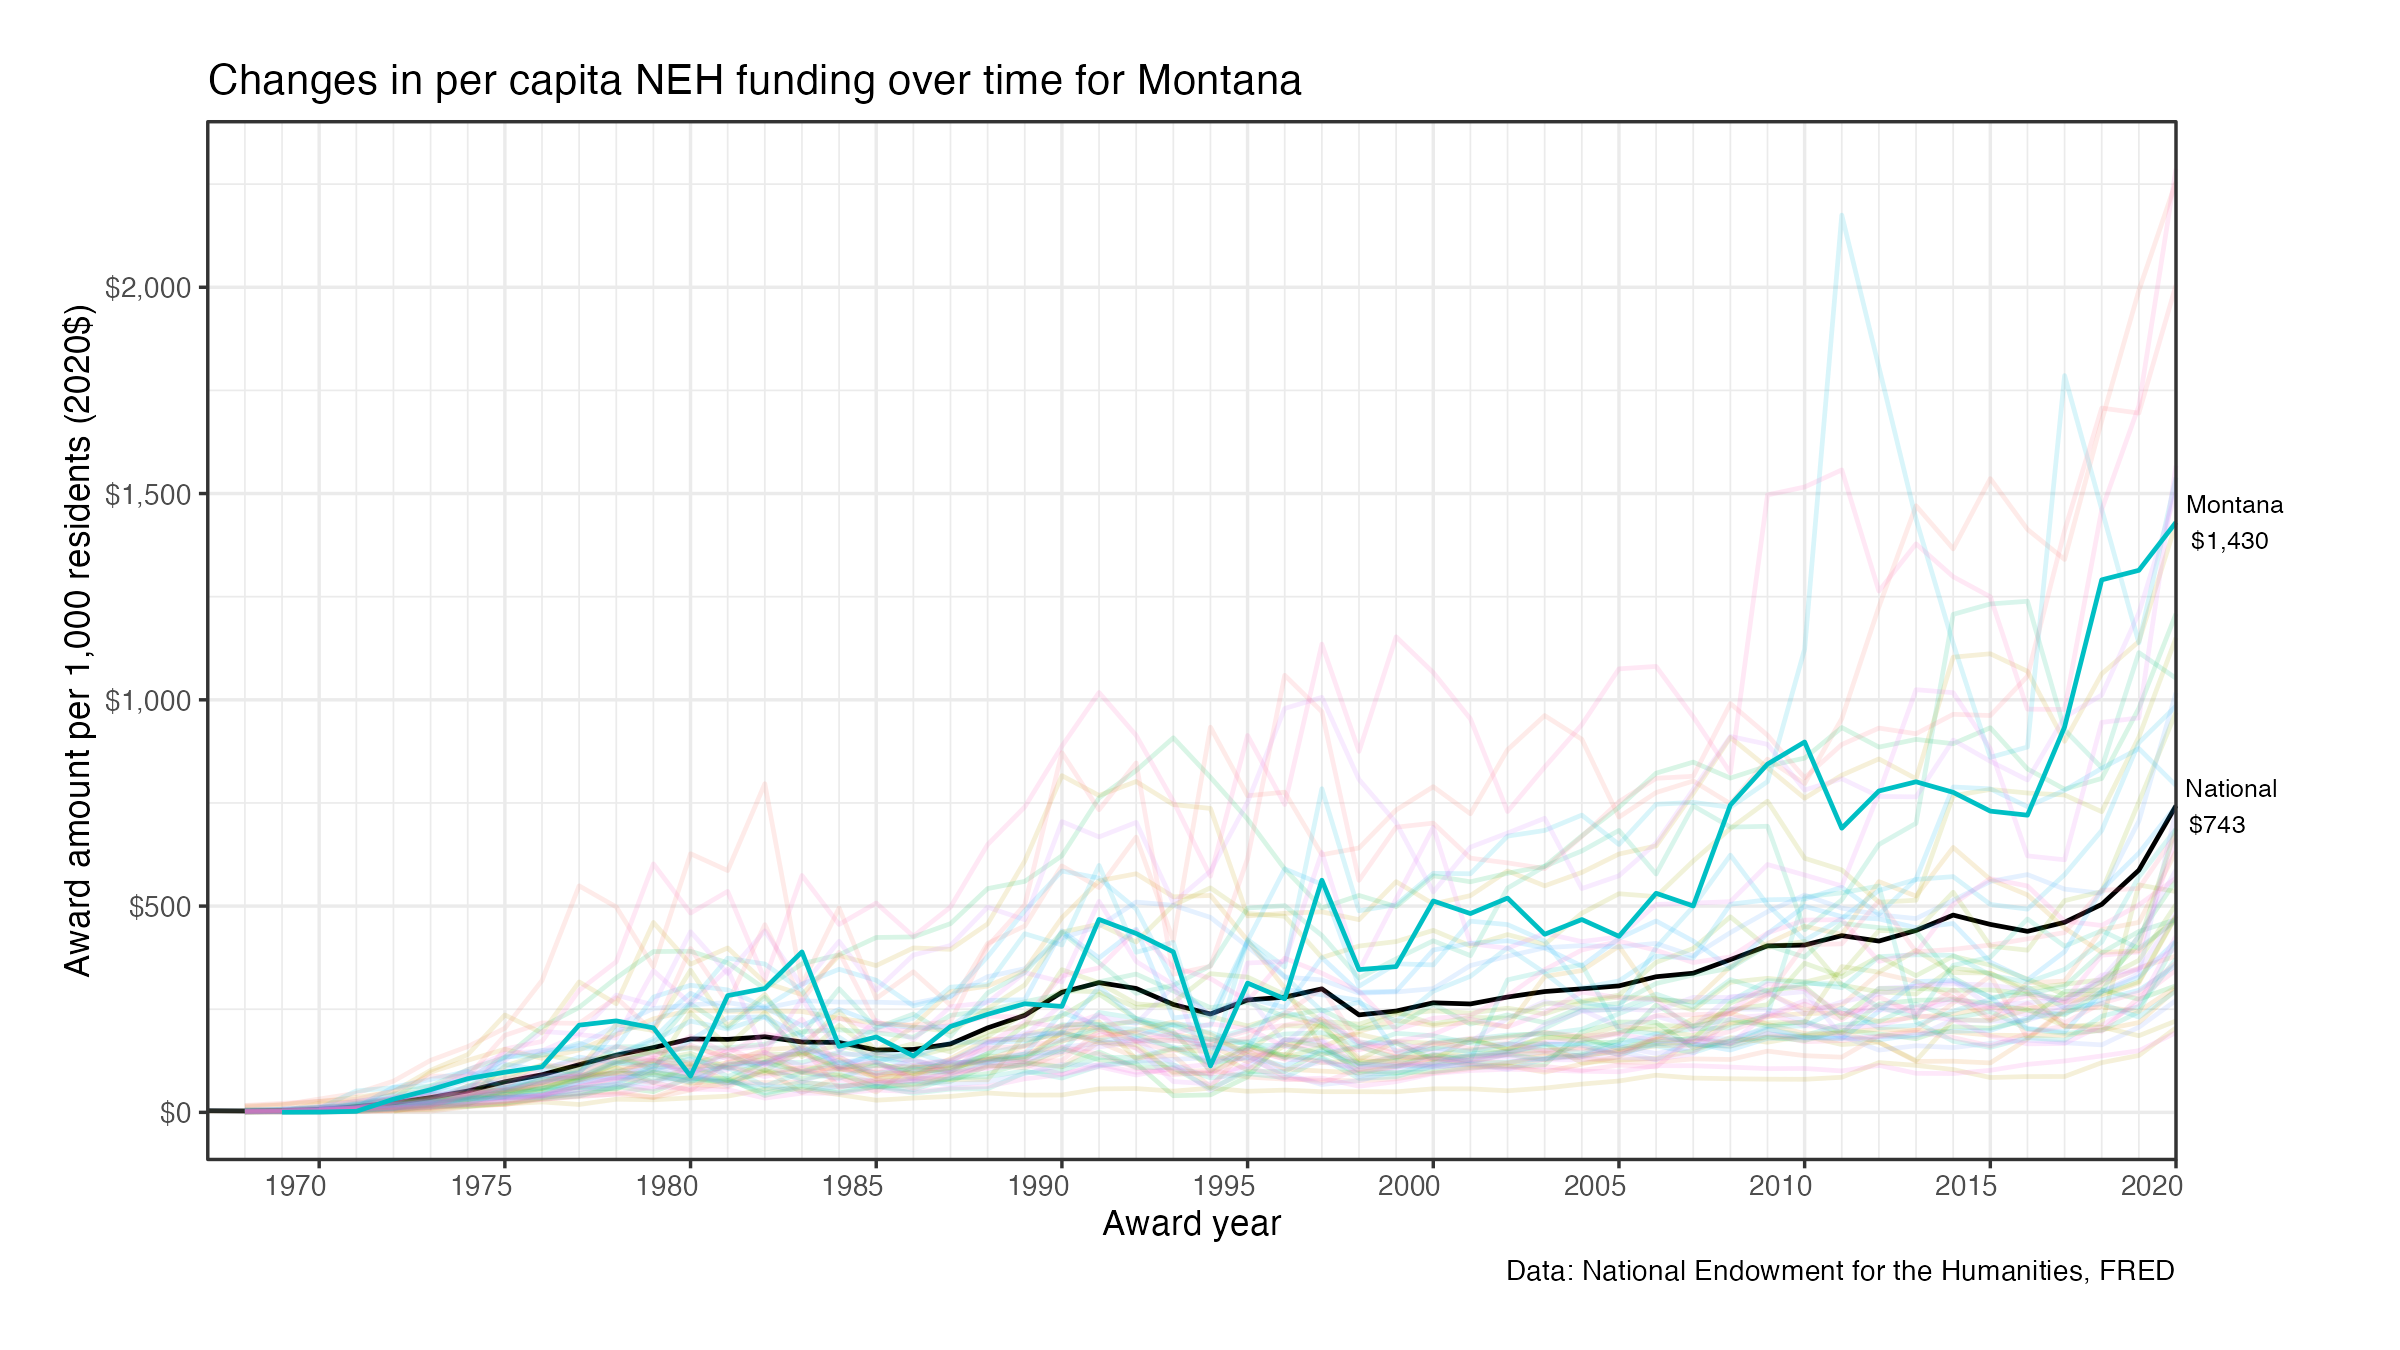 Changes in per capita NEH funding over time for Montana
Award amount per 1,000 residents (2020$)
$2,000
$1,500
$1,000
$500
$0
Montana
$1,430
National
$743
1970 1975 1980 1985 1990 1995 2000 2005 2010 2015 2020
Award year
Data: National Endowment for the Humanities, FRED